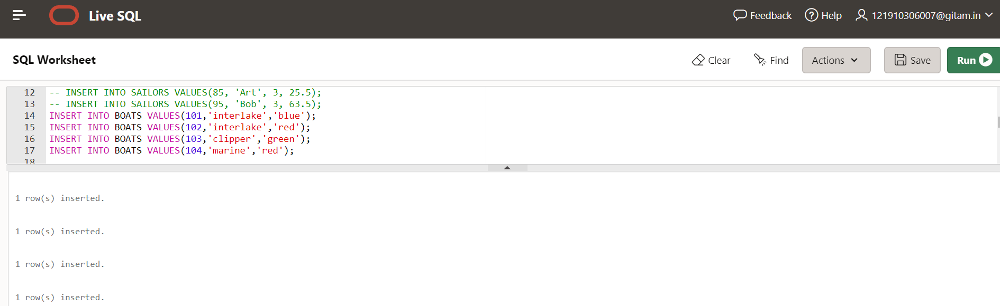 Live SQL
Feedback Help 121910306007@gitam.in
SQL Worksheet
Clear Find Actions Save Run
12 -- INSERT INTO SAILORS VALUES(85, 'Art', 3, 25.5);
13 -- INSERT INTO SAILORS VALUES(95, 'Bob', 3, 63.5);
14 INSERT INTO BOATS VALUES(101,'interlake','blue');
15 INSERT INTO BOATS VALUES(102,'interlake','red');
16 INSERT INTO BOATS VALUES(103,'clipper','green');
17 INSERT INTO BOATS VALUES(104,'marine','red');
18
1 row(s) inserted.
1 row(s) inserted.
1 row(s) inserted.
1 row(s) inserted.